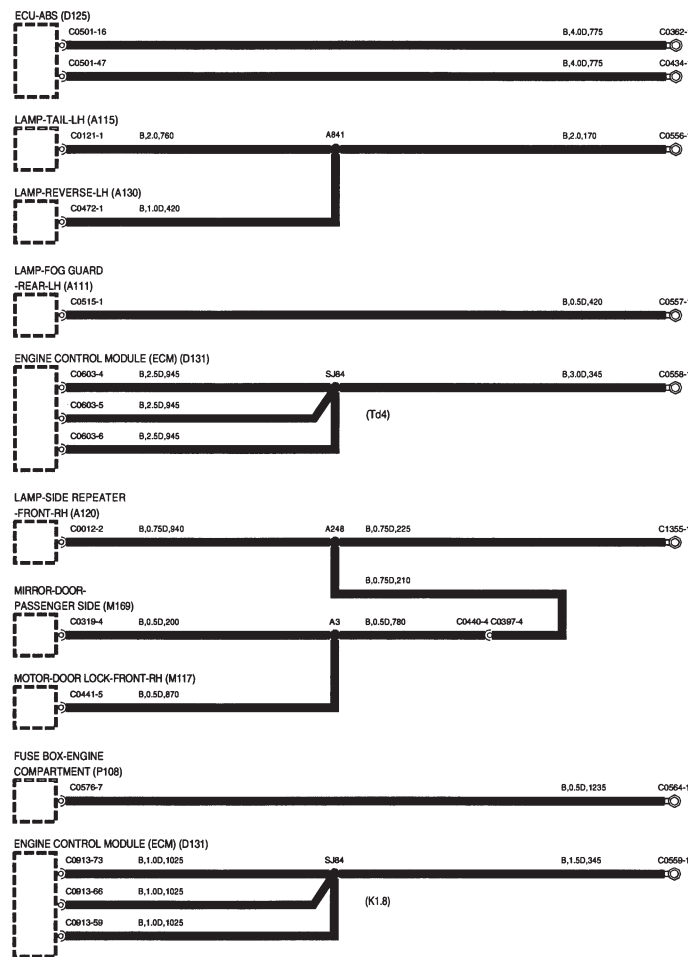 ECU-ABS (D125)
C0501-16 B,4.0D,775 C0362-1
C0501-47 B,4.0D,775 C0434-1
LAMP-TAIL-LH (A115)
C0121-1 B,2.0,760 A841 B,2.0,170 C0556-1
LAMP-REVERSE-LH (A130)
C0472-1 B,1.0D,420
LAMP-FOG GUARD
-REAR-LH (A111)
C0515-1 B,0.5D,420 C0557-1
ENGINE CONTROL MODULE (ECM) (D131)
C0603-4 B,2.5D,945 SJ84 B,3.0D,345 C0558-1
C0603-5 B,2.5D,945
(Td4)
C0603-6 B,2.5D,945
LAMP-SIDE REPEATER
-FRONT-RH (A120)
C0012-2 B,0.75D,940 A248 B,0.75D,225 C1355-1
B,0.75D,210
MIRROR-DOOR-
PASSENGER SIDE (M169)
C0319-4 B,0.5D,200 A3 B,0.5D,780 C0440-4 C0397-4
MOTOR-DOOR LOCK-FRONT-RH (M117)
C0441-5 B,0.5D,870
FUSE BOX-ENGINE
COMPARTMENT (P108)
C0576-7 B,0.5D,1235 C0564-1
ENGINE CONTROL MODULE (ECM) (D131)
C0913-73 B,1.0D,1025 SJ84 B,1.5D,345 C0559-1
C0913-66 B,1.0D,1025
(K1.8)
C0913-59 B,1.0D,1025